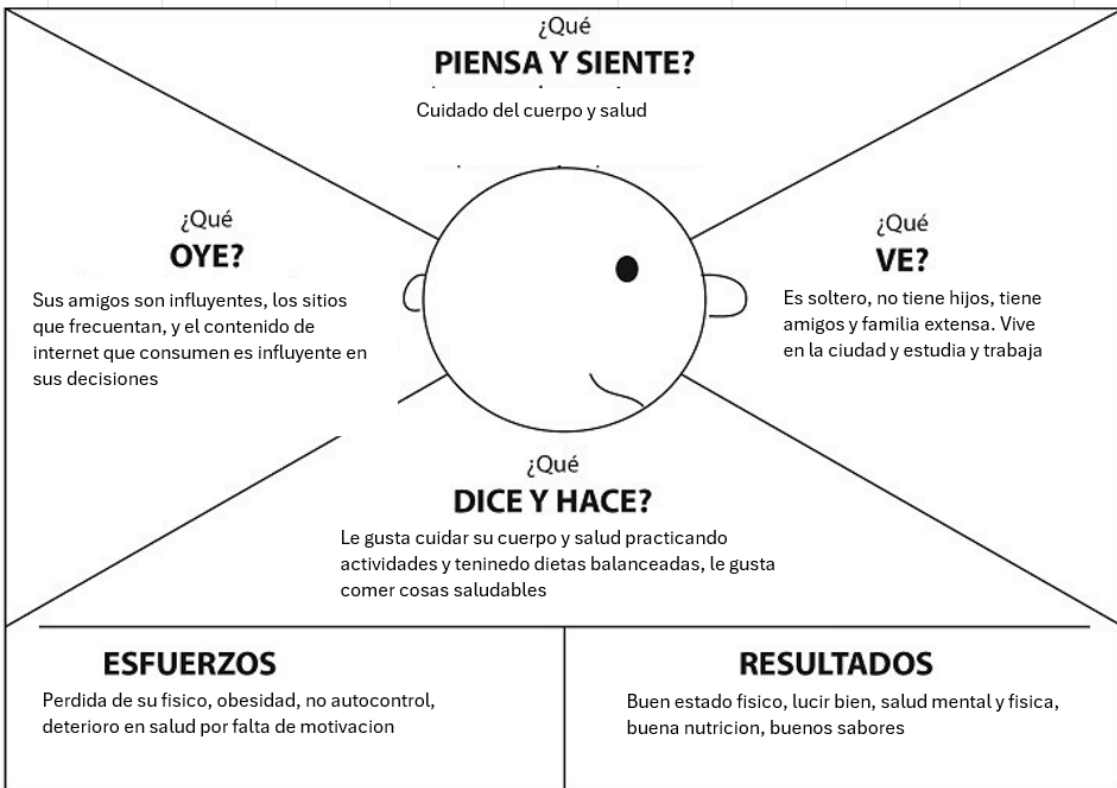 ¿Qué
PIENSA Y SIENTE?
Cuidado del cuerpo y salud
¿Qué
OYE?
Sus amigos son influyentes, los sitios
que frecuentan, y el contenido de
internet que consumen es influyente en
sus decisiones
¿Qué
VE?
Es soltero, no tiene hijos, tiene
amigos y familia extensa. Vive
en la ciudad y estudia y trabaja
¿Qué
DICE Y HACE?
Le gusta cuidar su cuerpo y salud practicando
actividades y teninedo dietas balanceadas, le gusta
comer cosas saludables
ESFUERZOS
Perdida de su fisico, obesidad, no autocontrol,
deterioro en salud por falta de motivacion
RESULTADOS
Buen estado fisico, lucir bien, salud mental y fisica,
buena nutricion, buenos sabores